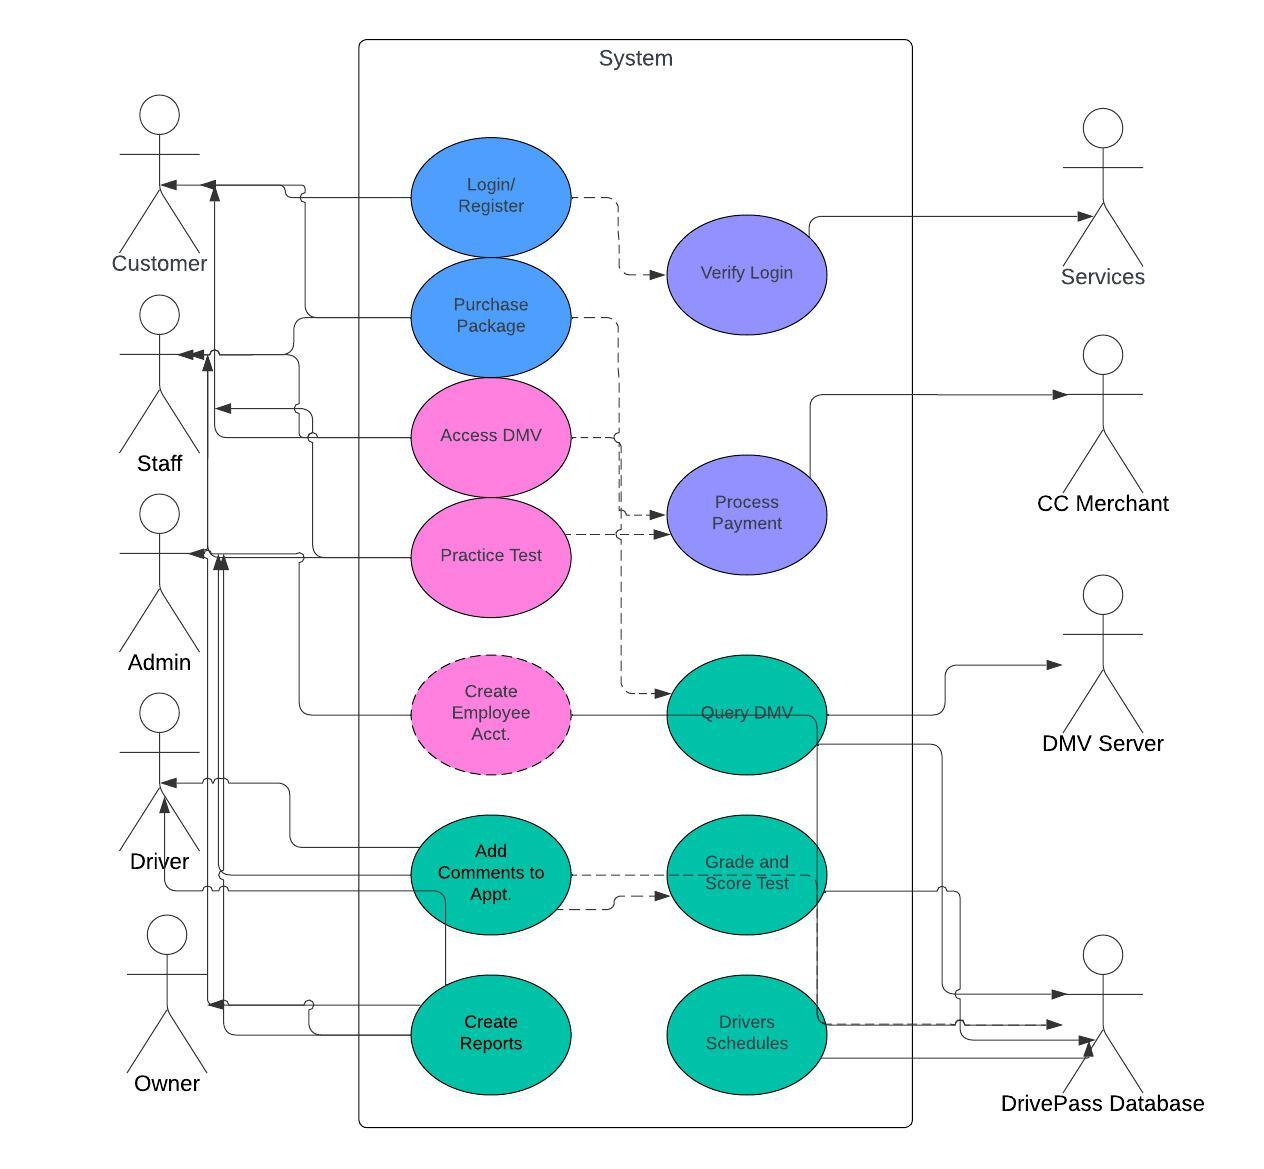 System
Login/
Register
Customer
Verify Login
Services
Purchase
Package
Access DMV
Staff
Process
Payment
CC Merchant
Practice Test
Admin
Create
Employee
Acct.
Query DMV
DMV Server
Driver
Add
Comments to
Appt.
Grade and
Score Test
Create
Reports
Drivers
Schedules
Owner
DrivePass Database